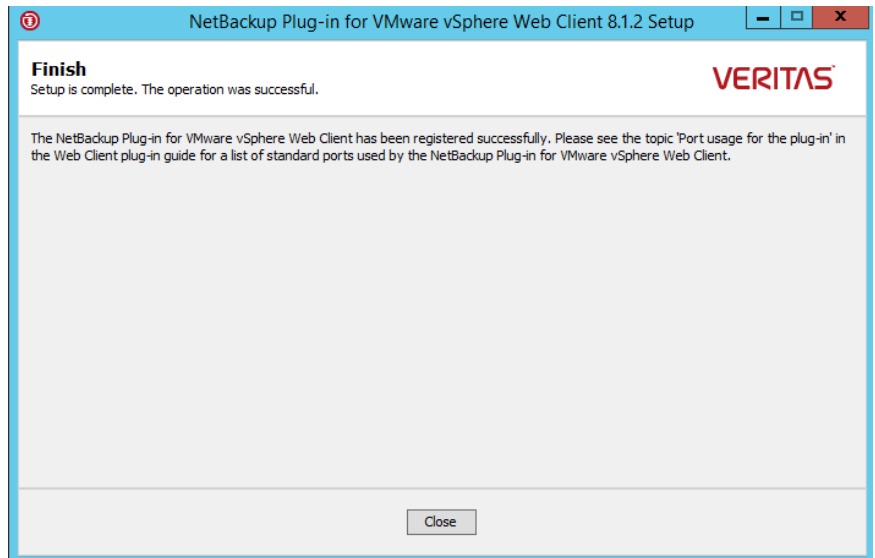 NetBackup Plug-in for VMware vSphere Web Client 8.1.2 Setup
Finish
Setup is complete. The operation was successful.
VERITAS
The NetBackup Plug-in for VMware vSphere Web Client has been registered successfully. Please see the topic 'Port usage for the plug-in' in
the Web Client plug-in guide for a list of standard ports used by the NetBackup Plug-in for VMware vSphere Web Client.
Close